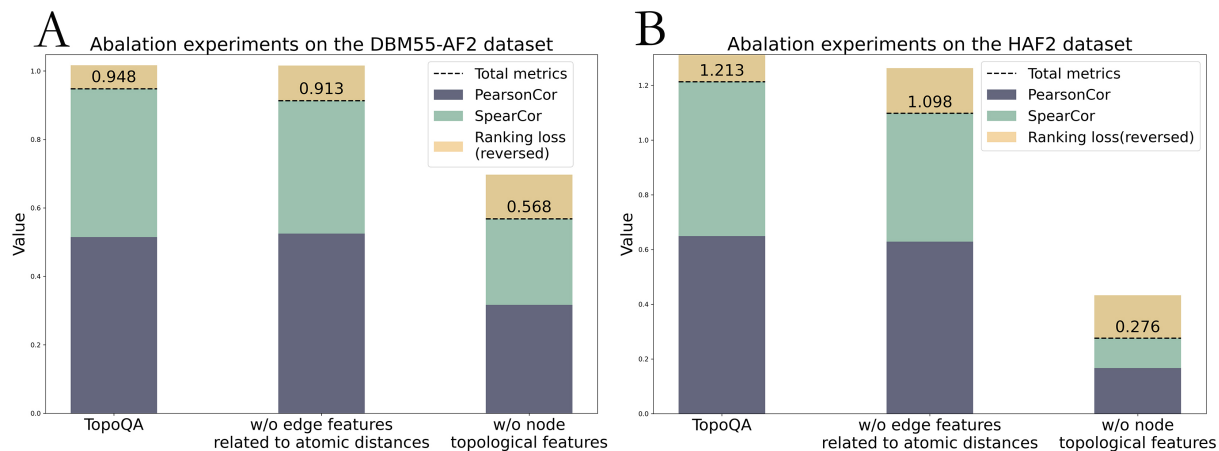 A
Abalation experiments on the DBM55-AF2 dataset
Value
1.0
0.8
0.6
0.4
0.2
0.0
0.948
0.913
0.568
Total metrics
PearsonCor
SpearCor
Ranking loss
(reversed)
TopoQA
w/o edge features
related to atomic distances
w/o node
topological features
B
Abalation experiments on the HAF2 dataset
Value
1.2
1.0
0.8
0.6
0.4
0.2
0.0
1.213
1.098
0.276
Total metrics
PearsonCor
SpearCor
Ranking loss(reversed)
TopoQA
w/o edge features
related to atomic distances
w/o node
topological features